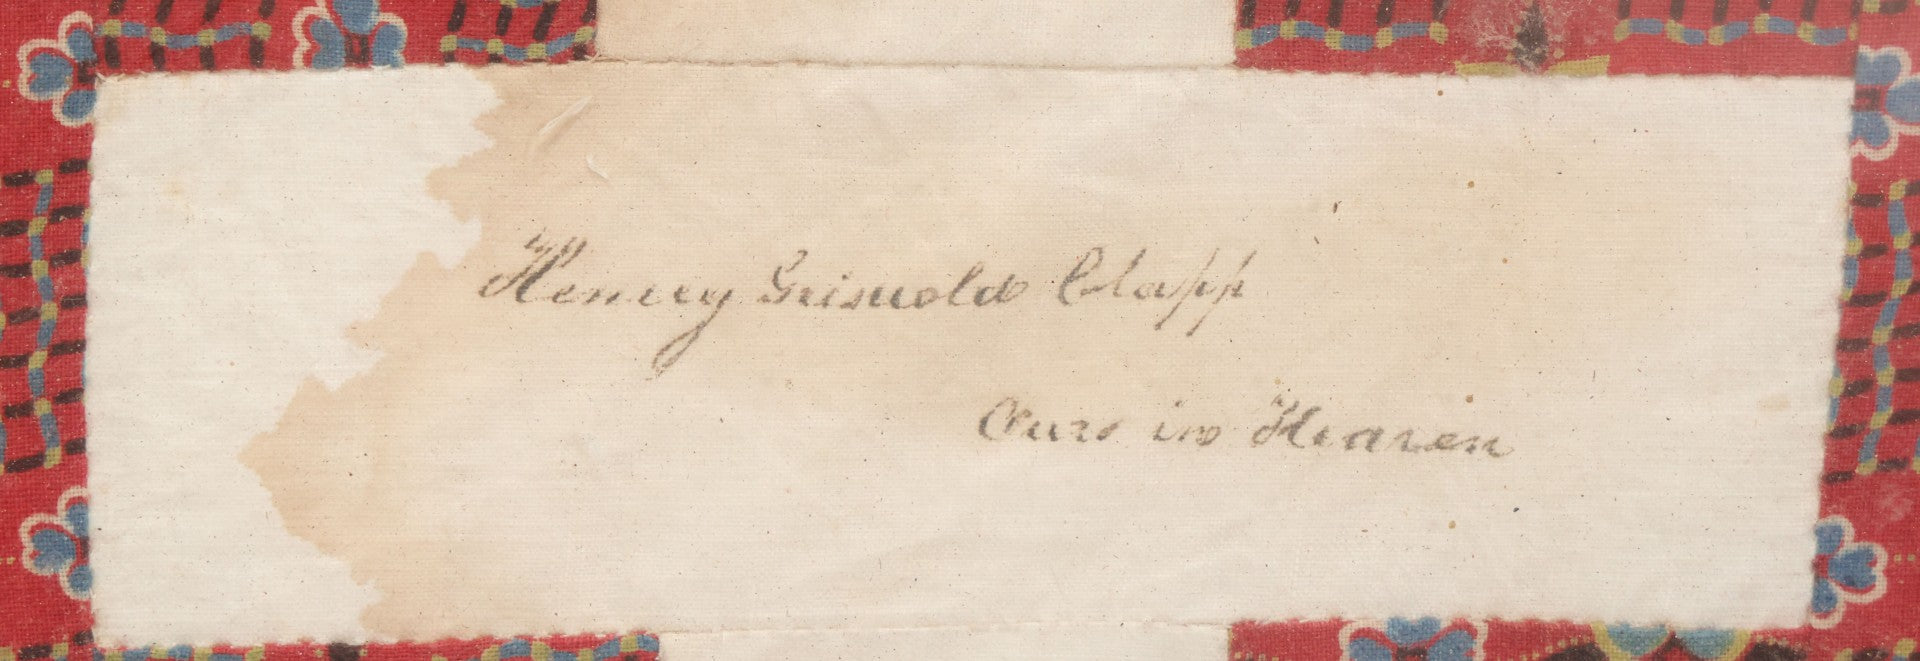 Henry Griswold Clapp
Ours in Heaven